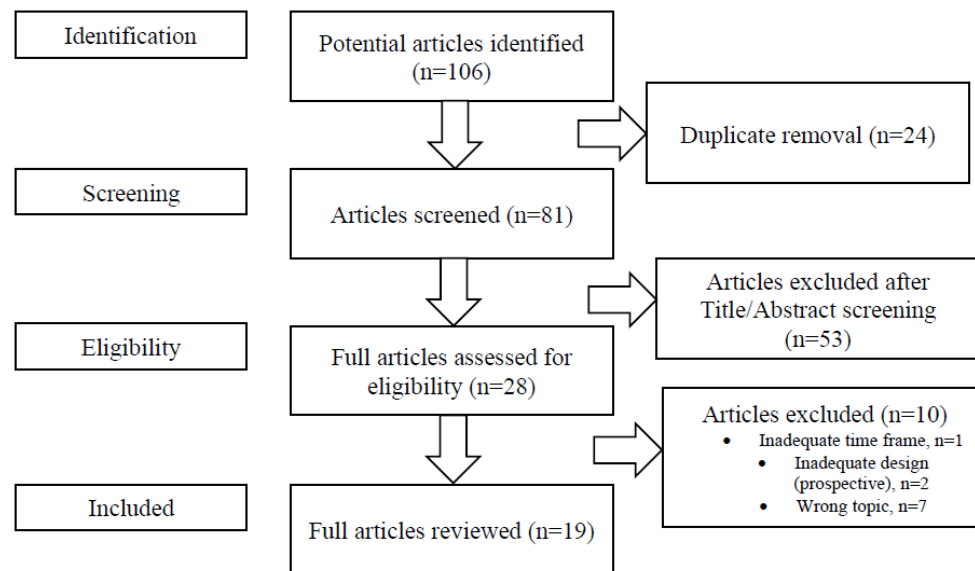 Identification
Potential articles identified
(n=106)
Duplicate removal (n=24)
Screening
Articles screened (n=81)
Articles excluded after
Title/Abstract screening
(n=53)
Eligibility
Full articles assessed for
eligibility (n=28)
Articles excluded (n=10)
• Inadequate time frame, n=1
• Inadequate design
(prospective), n=2
• Wrong topic, n=7
Included
Full articles reviewed (n=19)